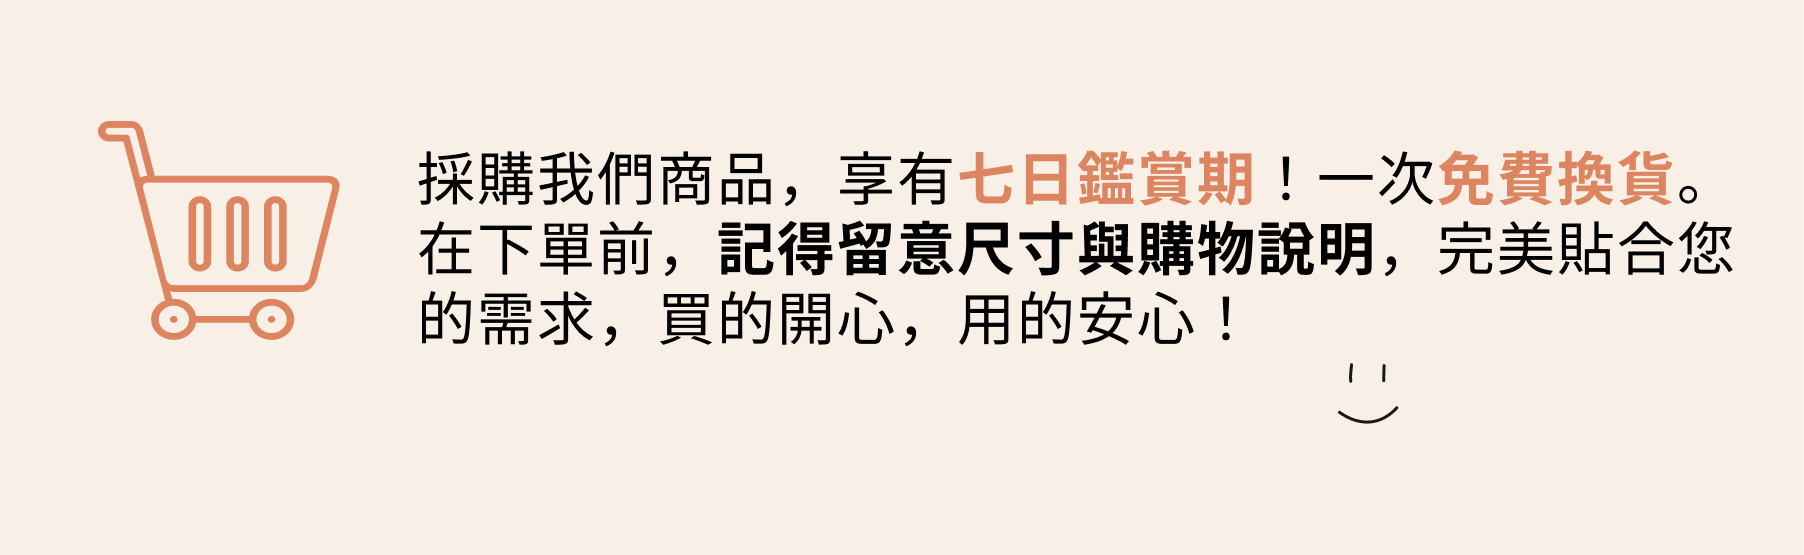 採購我們商品，享有七日鑑賞期！一次免費換貨。
在下單前，記得留意尺寸與購物說明，完美貼合您
的需求，買的開心，用的安心！